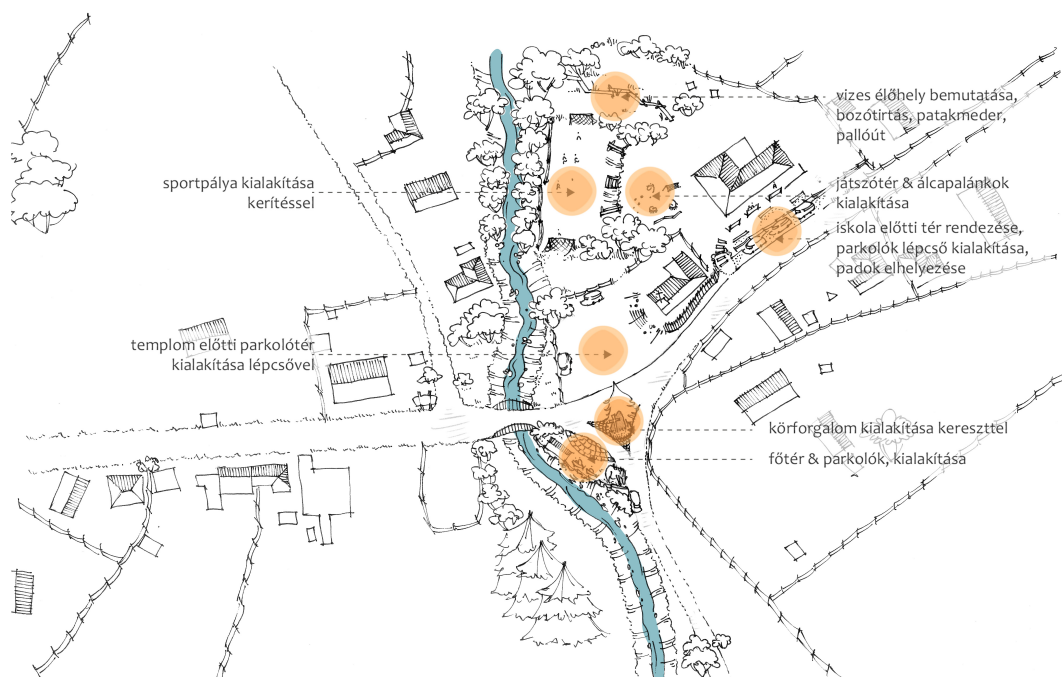 vizes élőhely bemutatása,
bozótirtás, patakmeder,
pallóút
sportpálya kialakítása
kerítéssel
játszótér & álcapalánkok
kialakítása
iskola előtti tér rendezése,
parkolók lépcső kialakítása,
padok elhelyezése
templom előtti parkolótér
kialakítása lépcsővel
körforgalom kialakítása kereszttel
főtér & parkolók, kialakítása